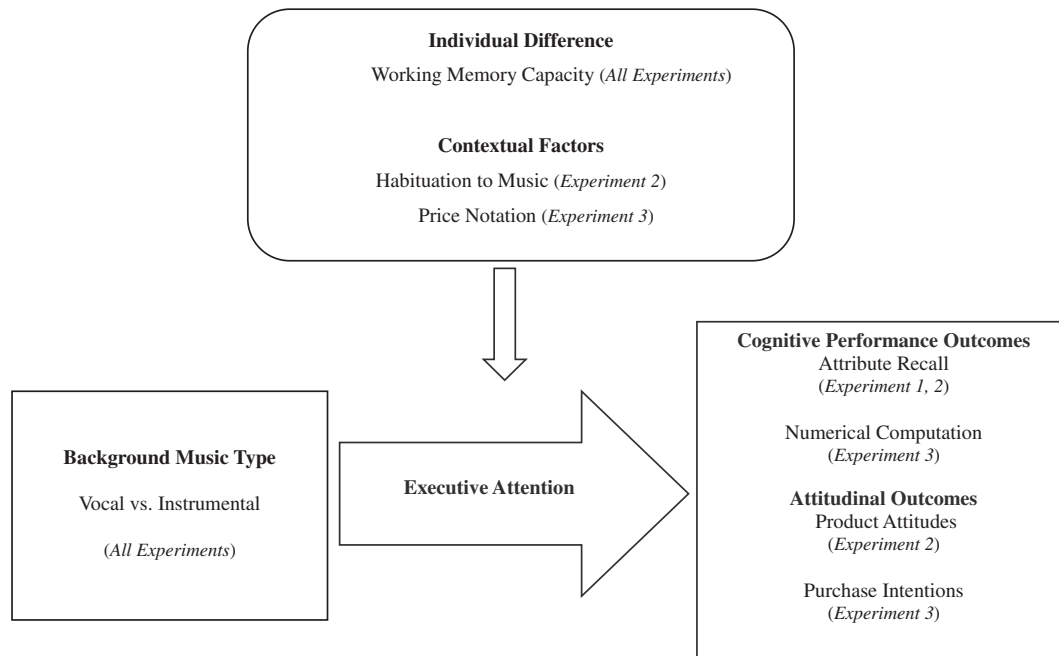 Individual Difference
Working Memory Capacity (All Experiments)
Contextual Factors
Habituation to Music (Experiment 2)
Price Notation (Experiment 3)
Background Music Type
Vocal vs. Instrumental
(All Experiments)
Executive Attention
Cognitive Performance Outcomes
Attribute Recall
(Experiment 1, 2)
Numerical Computation
(Experiment 3)
Attitudinal Outcomes
Product Attitudes
(Experiment 2)
Purchase Intentions
(Experiment 3)